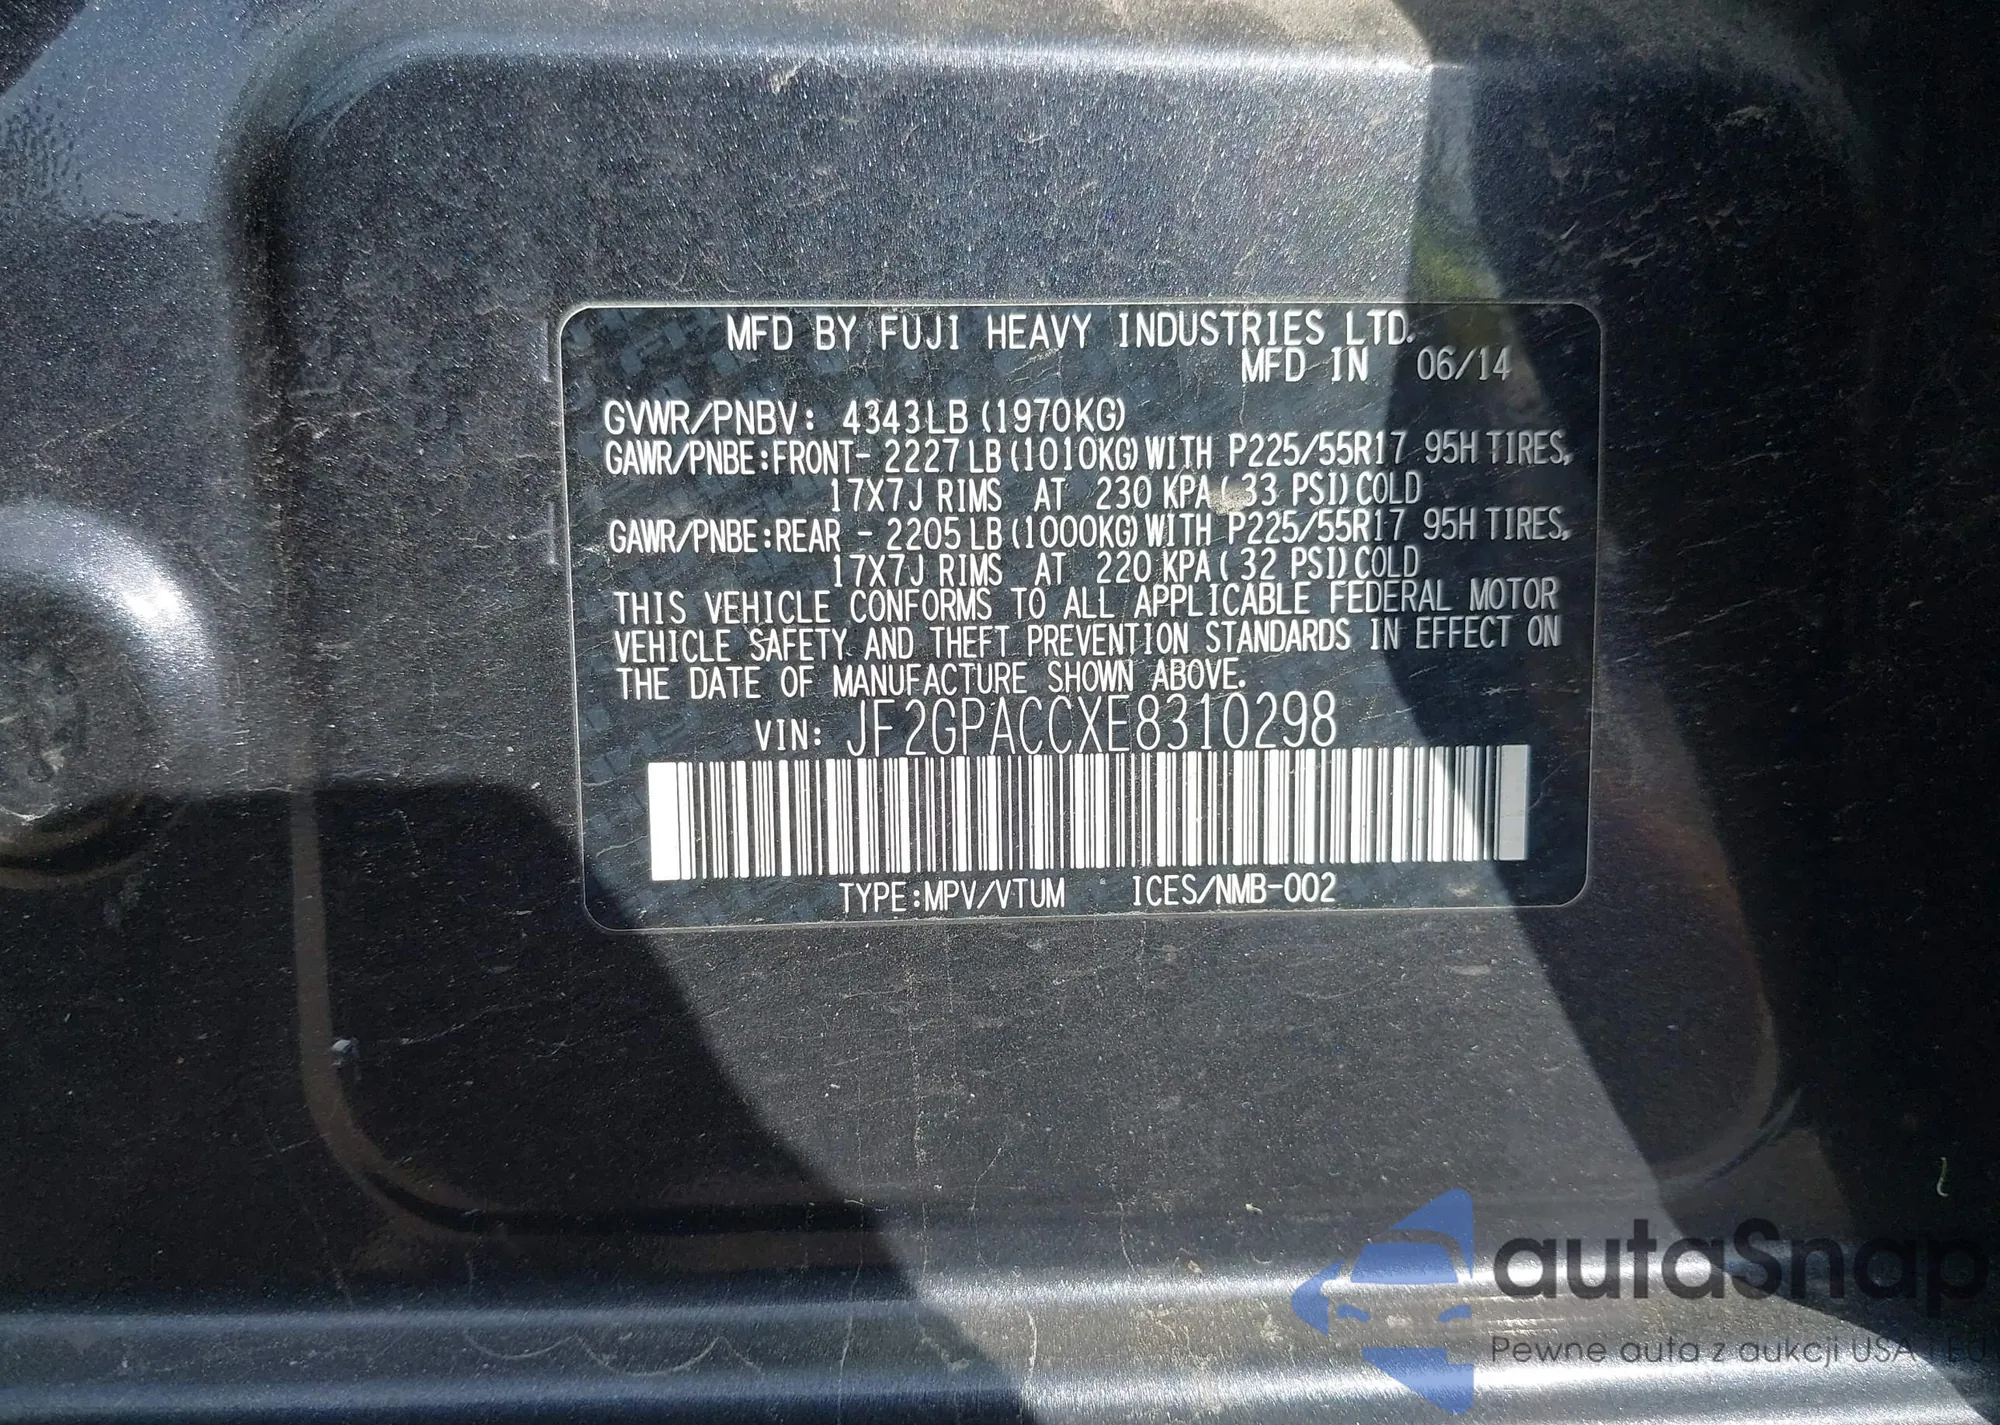 MFD BY FUJI HEAVY INDUSTRIES LTD.
MFD IN 06/14
GVWR/PNBV: 4343LB (1970KG)
GAWR/PNBE:FRONT- 2227LB (1010KG) WITH P225/55R17 95H TIRES,
17X7J RIMS AT 230 KPA( 33 PSI) COLD
GAWR/PNBE:REAR - 2205LB (1000KG) WITH P225/55R17 95H TIRES,
17X7J RIMS AT 220 KPA( 32 PSI) COLD
THIS VEHICLE CONFORMS TO ALL APPLICABLE FEDERAL MOTOR
VEHICLE SAFETY AND THEFT PREVENTION STANDARDS IN EFFECT ON
THE DATE OF MANUFACTURE SHOWN ABOVE.
VIN: JF2GPACCXE8310298
TYPE:MPV/VTUM ICES/NMB-002
autaSnap
Pewne auta z aukcji USA i EU